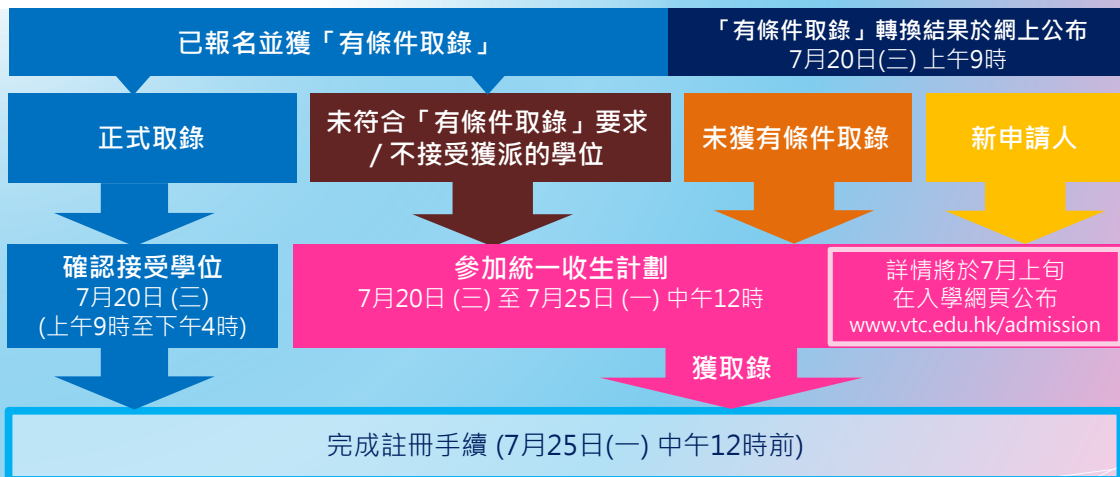 已報名並獲「有條件取錄」
「有條件取錄」轉換結果於網上公布
7月20日(三) 上午9時
正式取錄
未符合「有條件取錄」要求
/ 不接受獲派的學位
未獲有條件取錄
新申請人
確認接受學位
7月20日 (三)
(上午9時至下午4時)
參加統一收生計劃
7月20日 (三) 至 7月25日 (一) 中午12時
詳情將於7月上旬
在入學網頁公布
www.vtc.edu.hk/admission
獲取錄
完成註冊手續 (7月25日(一) 中午12時前)